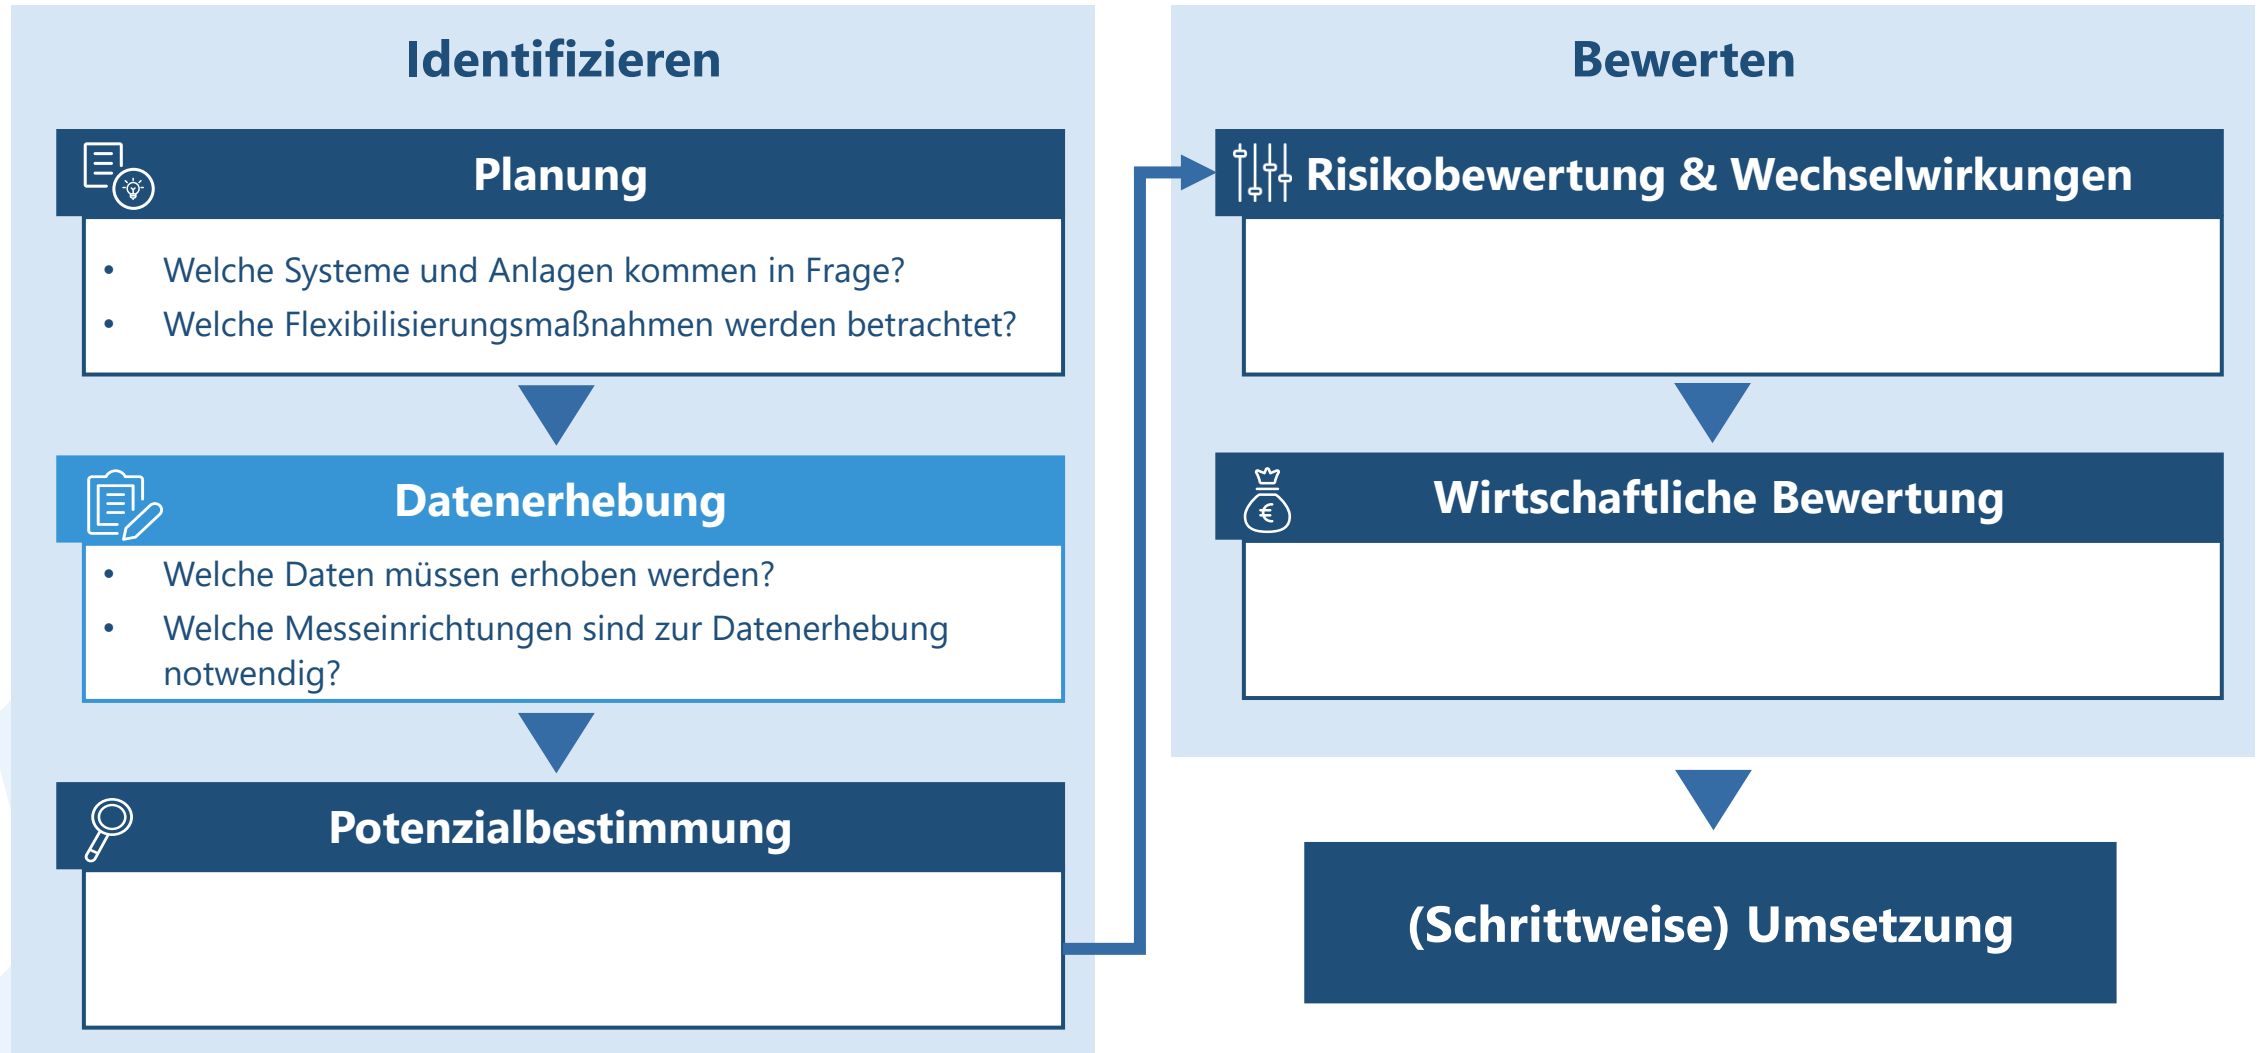 Identifizieren
Planung
• Welche Systeme und Anlagen kommen in Frage?
• Welche Flexibilisierungsmaßnahmen werden betrachtet?
Datenerhebung
• Welche Daten müssen erhoben werden?
• Welche Messeinrichtungen sind zur Datenerhebung
notwendig?
Potenzialbestimmung
Bewerten
Risikobewertung & Wechselwirkungen
€
Wirtschaftliche Bewertung
(Schrittweise) Umsetzung